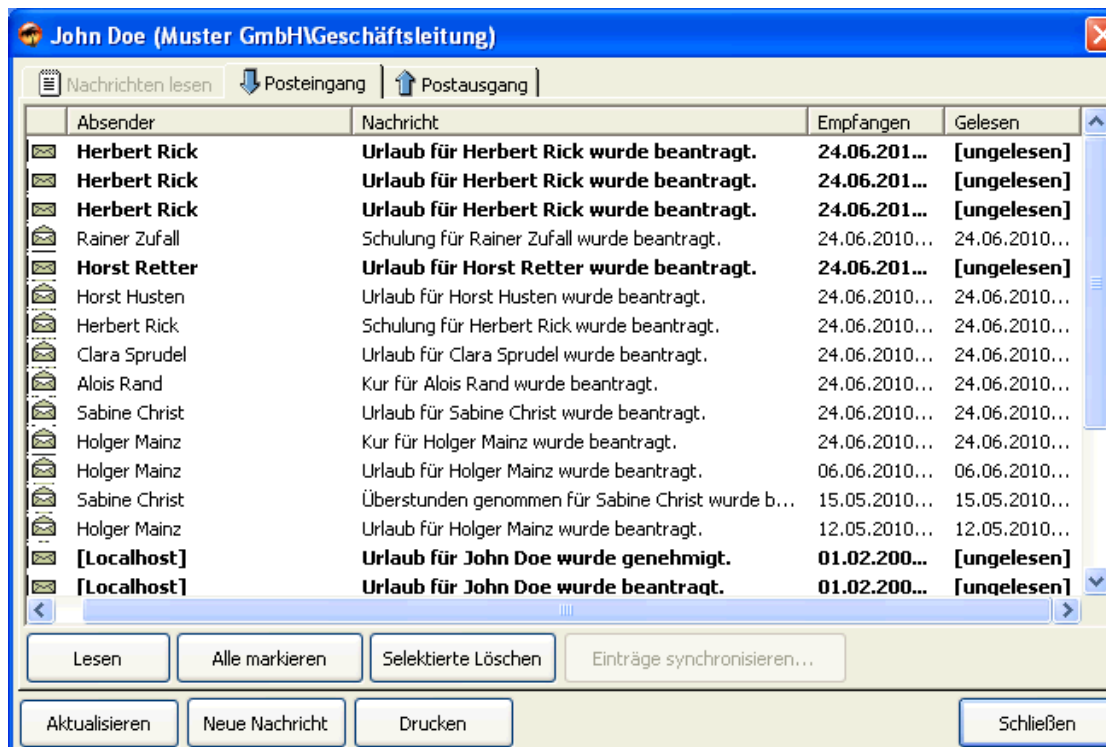 John Doe (Muster GmbH\Geschäftsleitung)
Nachrichten lesen Posteingang Postausgang
Absender Nachricht Empfangen Gelesen
Herbert Rick Urlaub für Herbert Rick wurde beantragt. 24.06.201... [ungelesen]
Herbert Rick Urlaub für Herbert Rick wurde beantragt. 24.06.201... [ungelesen]
Herbert Rick Urlaub für Herbert Rick wurde beantragt. 24.06.201... [ungelesen]
Rainer Zufall Schulung für Rainer Zufall wurde beantragt. 24.06.2010... 24.06.2010...
Horst Retter Urlaub für Horst Retter wurde beantragt. 24.06.201... [ungelesen]
Horst Husten Urlaub für Horst Husten wurde beantragt. 24.06.2010... 24.06.2010...
Herbert Rick Schulung für Herbert Rick wurde beantragt. 24.06.2010... 24.06.2010...
Clara Sprudel Urlaub für Clara Sprudel wurde beantragt. 24.06.2010... 24.06.2010...
Alois Rand Kur für Alois Rand wurde beantragt. 24.06.2010... 24.06.2010...
Sabine Christ Urlaub für Sabine Christ wurde beantragt. 24.06.2010... 24.06.2010...
Holger Mainz Kur für Holger Mainz wurde beantragt. 24.06.2010... 24.06.2010...
Holger Mainz Urlaub für Holger Mainz wurde beantragt. 06.06.2010... 06.06.2010...
Sabine Christ Überstunden genommen für Sabine Christ wurde b... 15.05.2010... 15.05.2010...
Holger Mainz Urlaub für Holger Mainz wurde beantragt. 12.05.2010... 12.05.2010...
[Localhost] Urlaub für John Doe wurde genehmigt. 01.02.200... [ungelesen]
[Localhost] Urlaub für John Doe wurde beantragt. 01.02.200... [ungelesen]
Lesen Alle markieren Selektierte Löschen Einträge synchronisieren...
Aktualisieren Neue Nachricht Drucken Schließen